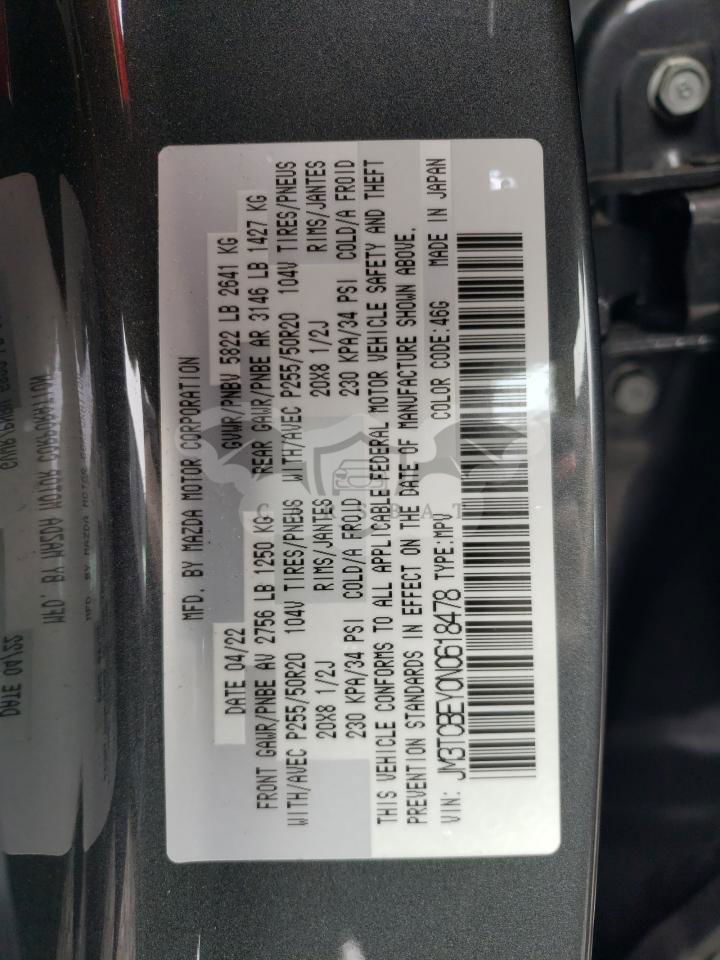 MFD. BY MAZDA MOTOR CORPORATION
DATE 04/22 GVWR/PNBV 5822 LB 2641 KG
FRONT GAWR/PNBE AV 2756 LB 1250 KG REAR GAWR/PNBE AR 3146 LB 1427 KG
WITH/AVEC P255/50R20 104V TIRES/PNEUS WITH/AVEC P255/50R20 104V TIRES/PNEUS
20X8 1/2J RIMS/JANTES 20X8 1/2J RIMS/JANTES
230 KPA/34 PSI COLD/A FROID 230 KPA/34 PSI COLD/A FROID
THIS VEHICLE CONFORMS TO ALL APPLICABLE FEDERAL MOTOR VEHICLE SAFETY AND THEFT
PREVENTION STANDARDS IN EFFECT ON THE DATE OF MANUFACTURE SHOWN ABOVE.
VIN: JM3TCBEY0N0618478 TYPE:MPV COLOR CODE:46G MADE IN JAPAN
CARSBAT